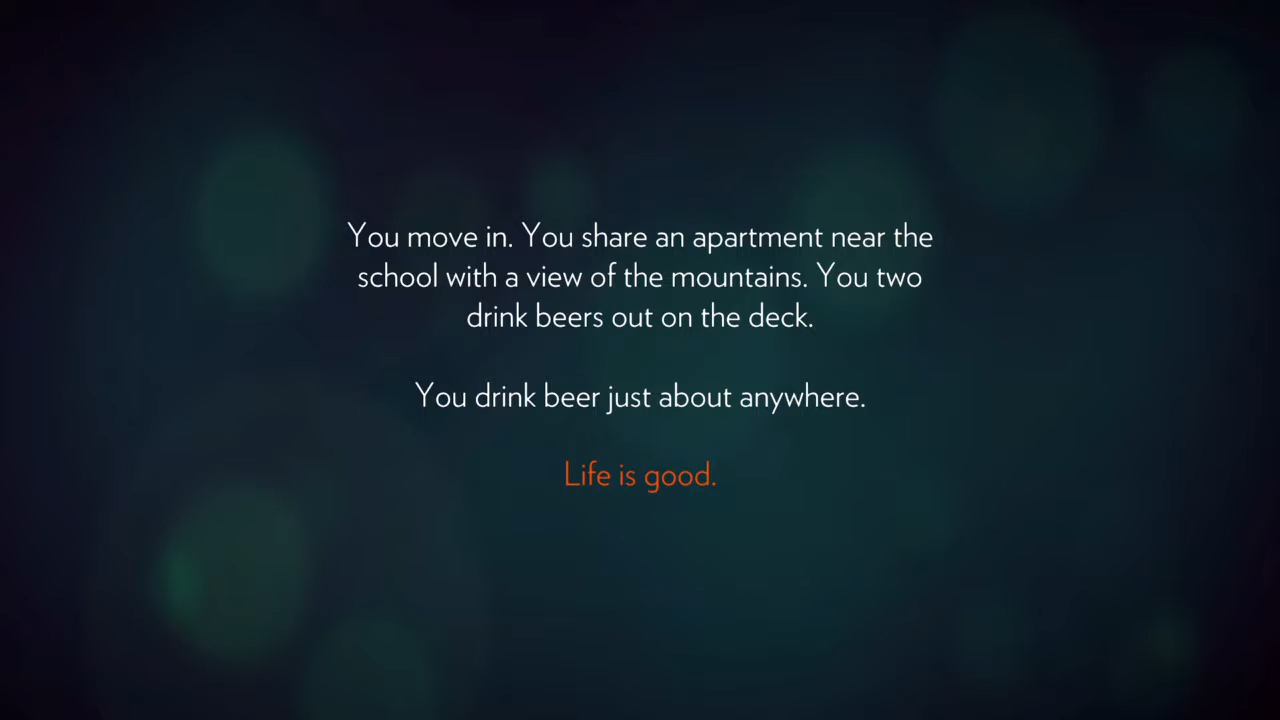 You move in. You share an apartment near the
school with a view of the mountains. You two
drink beers out on the deck.
You drink beer just about anywhere.
Life is good.